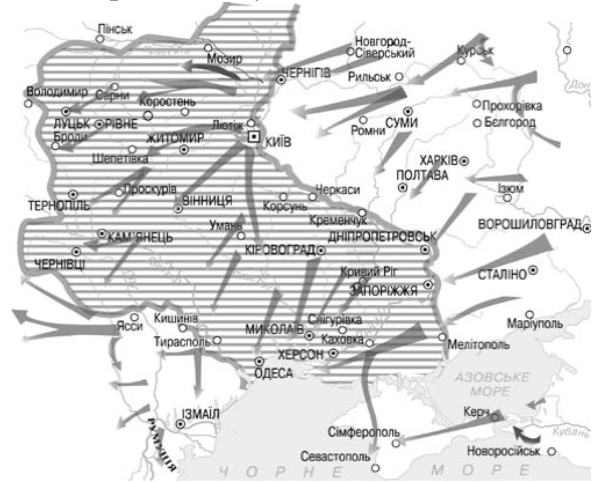 Пінськ
Мозир
Новгород-
Сіверський
Курськ
ЧЕРНІГІВ
Рильськ
Дон
Володимир
Сарни
Коростень
Прохорівка
ЛУЦЬК
РІВНЕ
Лютіж
Ромни
СУМИ
Бєлгород
Броди
ЖИТОМИР
КИЇВ
Шепетівка
ХАРКІВ
ПОЛТАВА
Проскурів
ТЕРНОПІЛЬ
ВІННИЦЯ
Черкаси
Корсунь
Ізюм
Кременчук
КАМ'ЯНЕЦЬ
Умань
ВОРОШИЛОВГРАД
КІРОВОГРАД
ДНІПРОПЕТРОВСЬК
ЧЕРНІВЦІ
Кривий Ріг
СТАЛІНО
ЗАПОРІЖЖЯ
Ясси
Кишинів
Снігурівка
Маріуполь
МИКОЛАЇВ
Тирасполь
Каховка
Мелітополь
ХЕРСОН
ОДЕСА
АЗОВСЬКЕ
МОРЕ
ІЗМАЇЛ
Керч
РУМУНІЯ
Кубань
Сімферополь
Севастополь
Новоросійськ
ЧОРНЕ МОРЕ